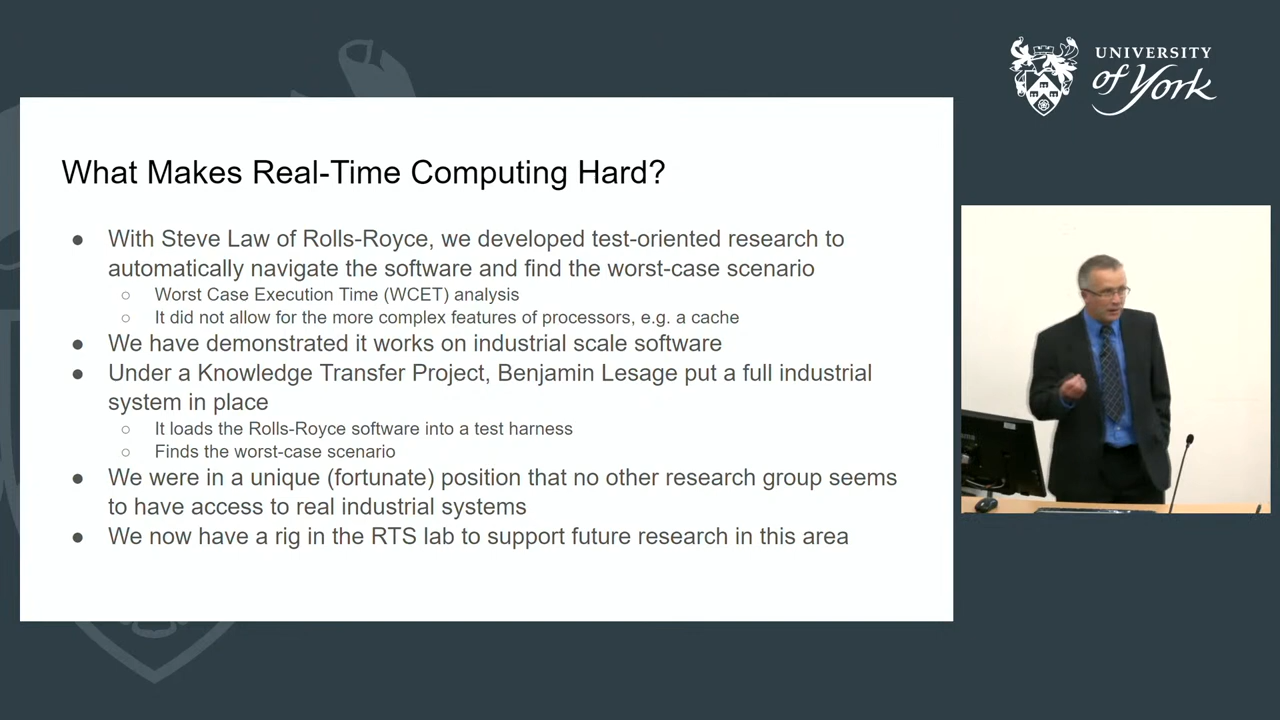 UNIVERSITY
of York
What Makes Real-Time Computing Hard?
● With Steve Law of Rolls-Royce, we developed test-oriented research to
automatically navigate the software and find the worst-case scenario
○ Worst Case Execution Time (WCET) analysis
○ It did not allow for the more complex features of processors, e.g. a cache
● We have demonstrated it works on industrial scale software
● Under a Knowledge Transfer Project, Benjamin Lesage put a full industrial
system in place
○ It loads the Rolls-Royce software into a test harness
○ Finds the worst-case scenario
● We were in a unique (fortunate) position that no other research group seems
to have access to real industrial systems
● We now have a rig in the RTS lab to support future research in this area